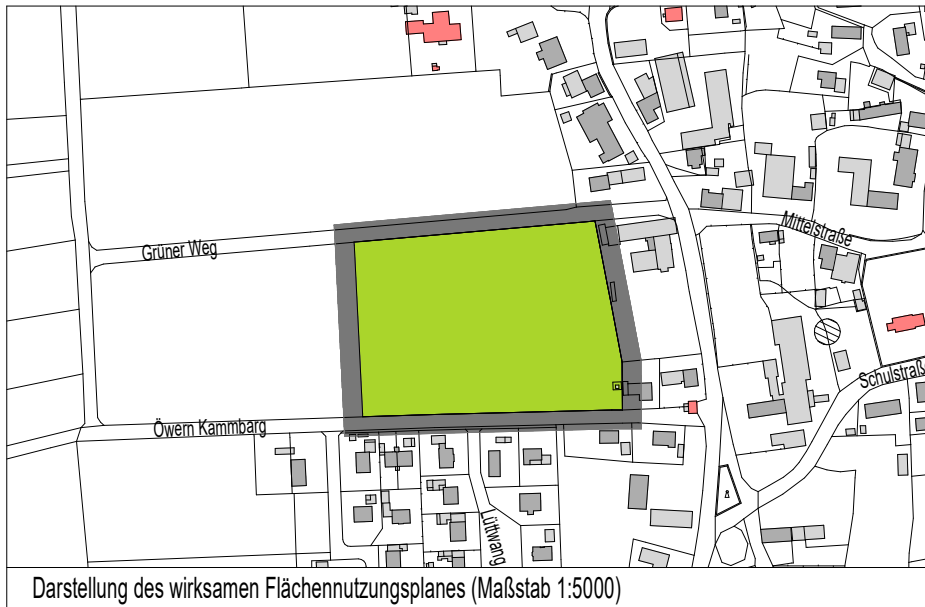 Mittelstraße
Grüner Weg
Schulstraß
Öwern Kammbarg
Lüttwang
Darstellung des wirksamen Flächennutzungsplanes (Maßstab 1:5000)